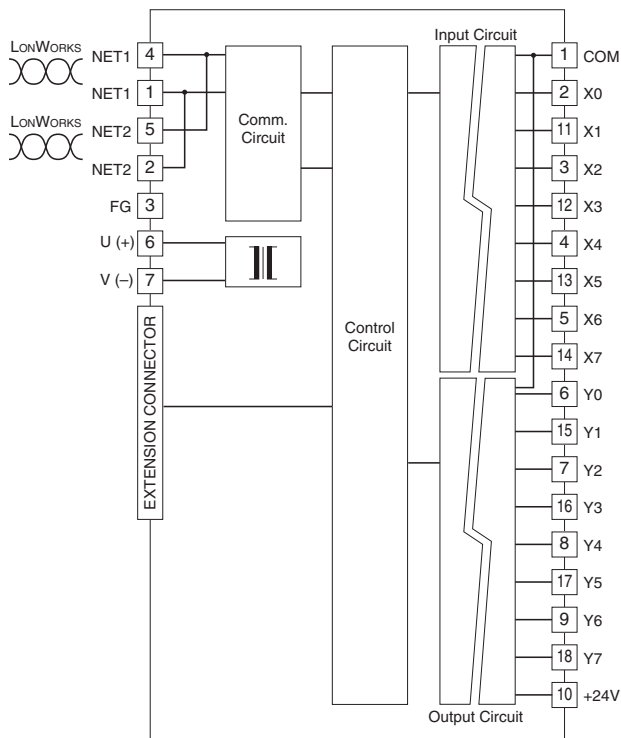 LONWORKS
NET1 4
NET1 1
LONWORKS
NET2 5
NET2 2
FG 3
U (+) 6
V (–) 7
EXTENSION CONNECTOR
Comm.
Circuit
Control
Circuit
Input Circuit
1 COM
2 X0
11 X1
3 X2
12 X3
4 X4
13 X5
5 X6
14 X7
6 Y0
15 Y1
7 Y2
16 Y3
8 Y4
17 Y5
9 Y6
18 Y7
10 +24V
Output Circuit